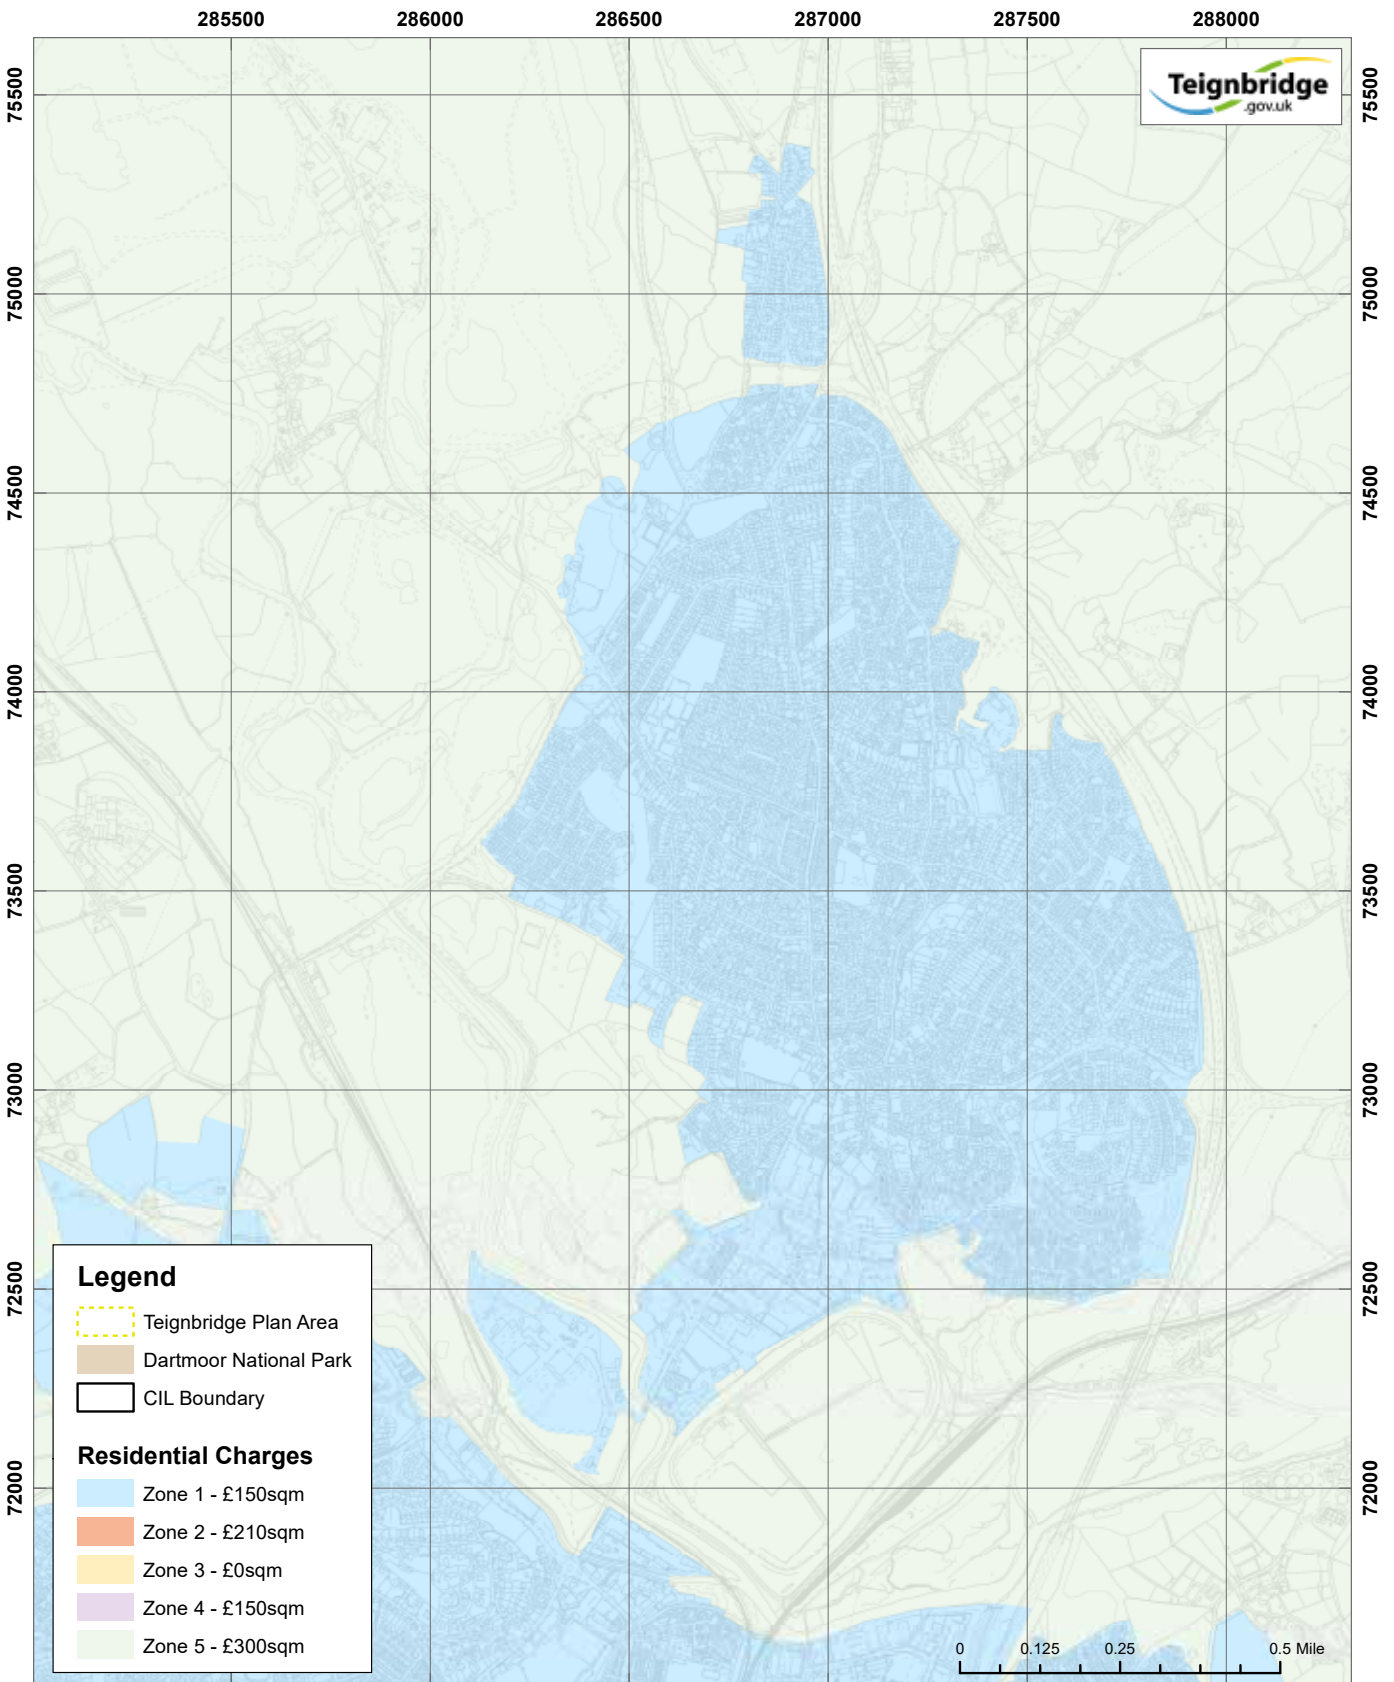 285500 286000 286500 287000 287500 288000
Teignbridge
.gov.uk
75500 75500
75000 75000
74500 74500
74000 74000
73500 73500
73000 73000
72500 72500
72000 72000
Legend
Teignbridge Plan Area
Dartmoor National Park
CIL Boundary
Residential Charges
Zone 1 - £150sqm
Zone 2 - £210sqm
Zone 3 - £0sqm
Zone 4 - £150sqm
Zone 5 - £300sqm
0 0.125 0.25 0.5 Mile